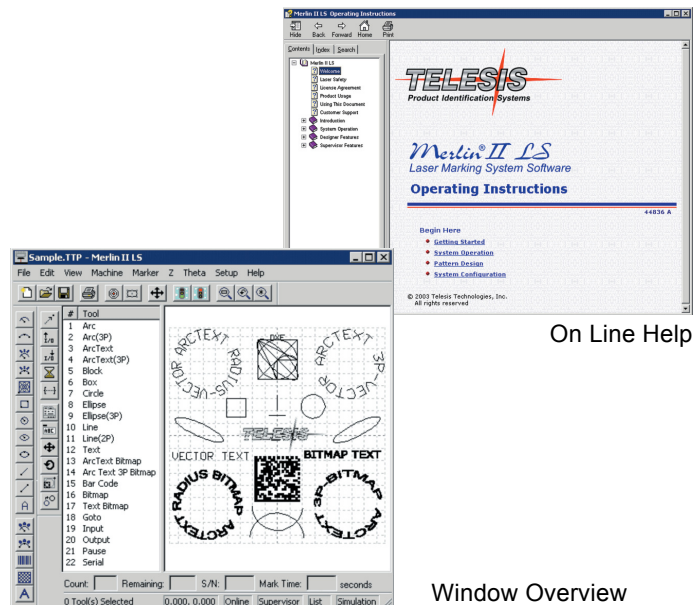 Merlin II LS Operating Instructions
Hide Back Forward Home Print
Contents Index Search
Merlin II LS
Welcome
Laser Safety
License Agreement
Product Usage
Using This Document
Customer Support
Introduction
System Operation
Designer Features
Supervisor Features
TELESIS
Product Identification Systems
Merlin® II LS
Laser Marking System Software
Operating Instructions
44836 A
Begin Here
Getting Started
System Operation
Pattern Design
System Configuration
© 2003 Telesis Technologies, Inc.
All rights reserved
On Line Help
Sample.TTP - Merlin II LS
File Edit View Machine Marker Z Theta Setup Help
# Tool
1 Arc
2 Arc(3P)
3 ArcText
4 ArcText(3P)
5 Block
6 Box
7 Circle
8 Ellipse
9 Ellipse(3P)
10 Line
11 Line(2P)
12 Text
13 ArcText Bitmap
14 Arc Text 3P Bitmap
15 Bar Code
16 Bitmap
17 Text Bitmap
18 Goto
19 Input
20 Output
21 Pause
22 Serial
VECTOR ARCTEXT RADIUS
DXF
ARCTEXT 3P-VECTOR
TELESIS
VECTOR TEXT
BITMAP TEXT
RADIUS BITMAP ARCTEXT
3P-BITMAP ARCTEXT
Count: Remaining: S/N: Mark Time: seconds
0 Tool(s) Selected 0.000, 0.000 Online Supervisor List Simulation
Window Overview